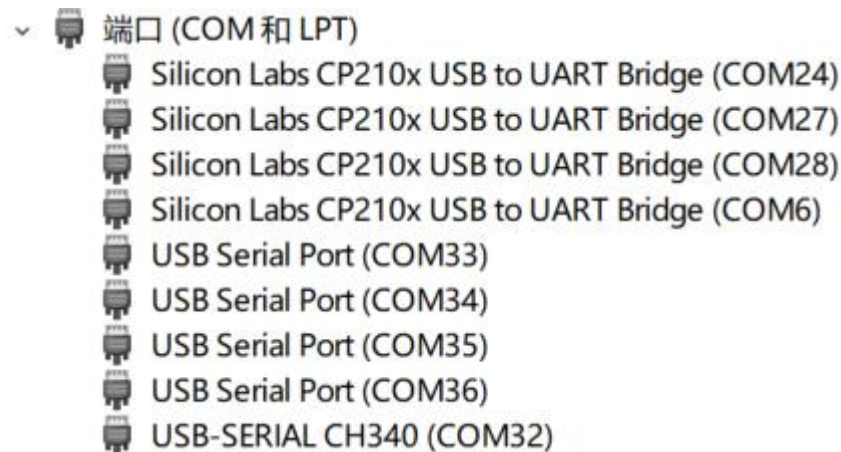 端口 (COM 和 LPT)
Silicon Labs CP210x USB to UART Bridge (COM24)
Silicon Labs CP210x USB to UART Bridge (COM27)
Silicon Labs CP210x USB to UART Bridge (COM28)
Silicon Labs CP210x USB to UART Bridge (COM6)
USB Serial Port (COM33)
USB Serial Port (COM34)
USB Serial Port (COM35)
USB Serial Port (COM36)
USB-SERIAL CH340 (COM32)